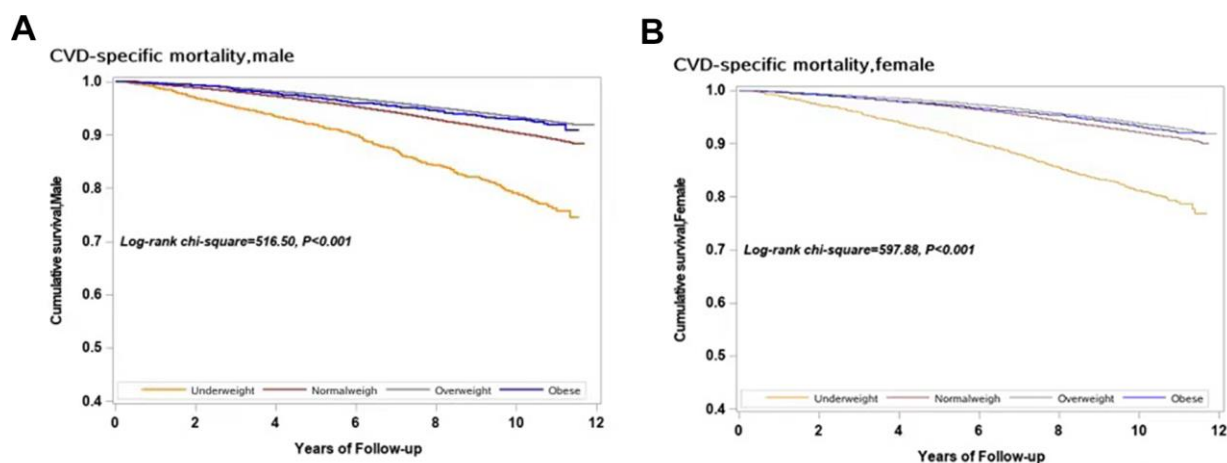 A
CVD-specific mortality,male
Cumulative survival,Male
1.0
0.9
0.8
0.7
0.6
0.5
0.4
Log-rank chi-square=516.50, P<0.001
Underweight Normalweigh Overweight Obese
0 2 4 6 8 10 12
Years of Follow-up
B
CVD-specific mortality,female
Cumulative survival,Female
1.0
0.9
0.8
0.7
0.6
0.5
0.4
Log-rank chi-square=597.88, P<0.001
Underweight Normalweigh Overweight Obese
0 2 4 6 8 10 12
Years of Follow-up